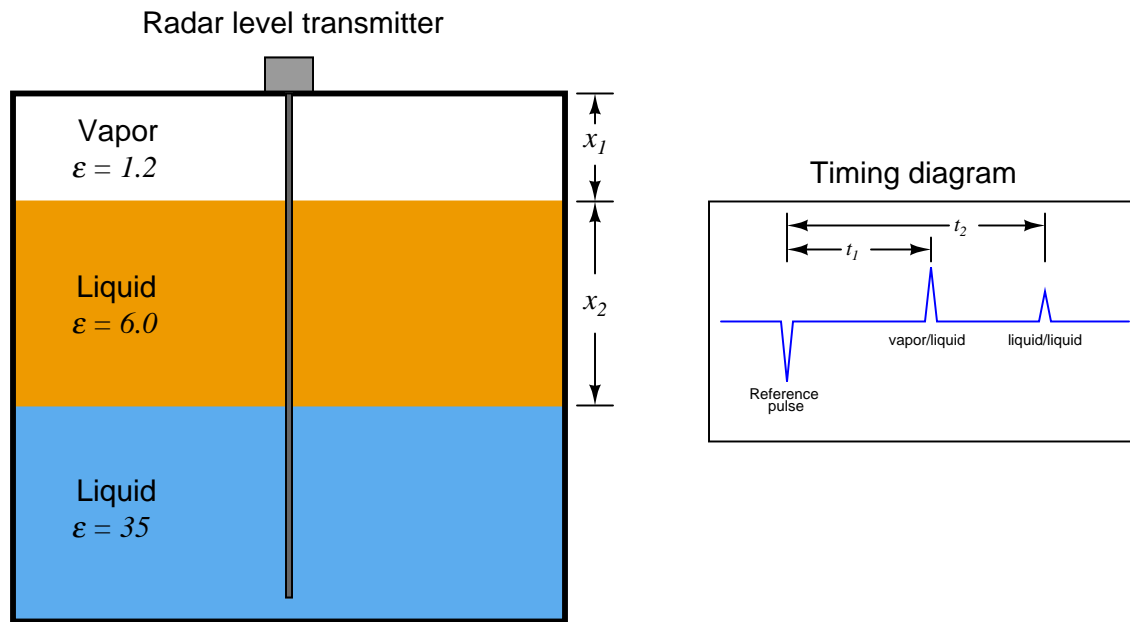 Radar level transmitter
Vapor
ε = 1.2
x1
Liquid
ε = 6.0
x2
Liquid
ε = 35
Timing diagram
t2
t1
vapor/liquid
liquid/liquid
Reference
pulse